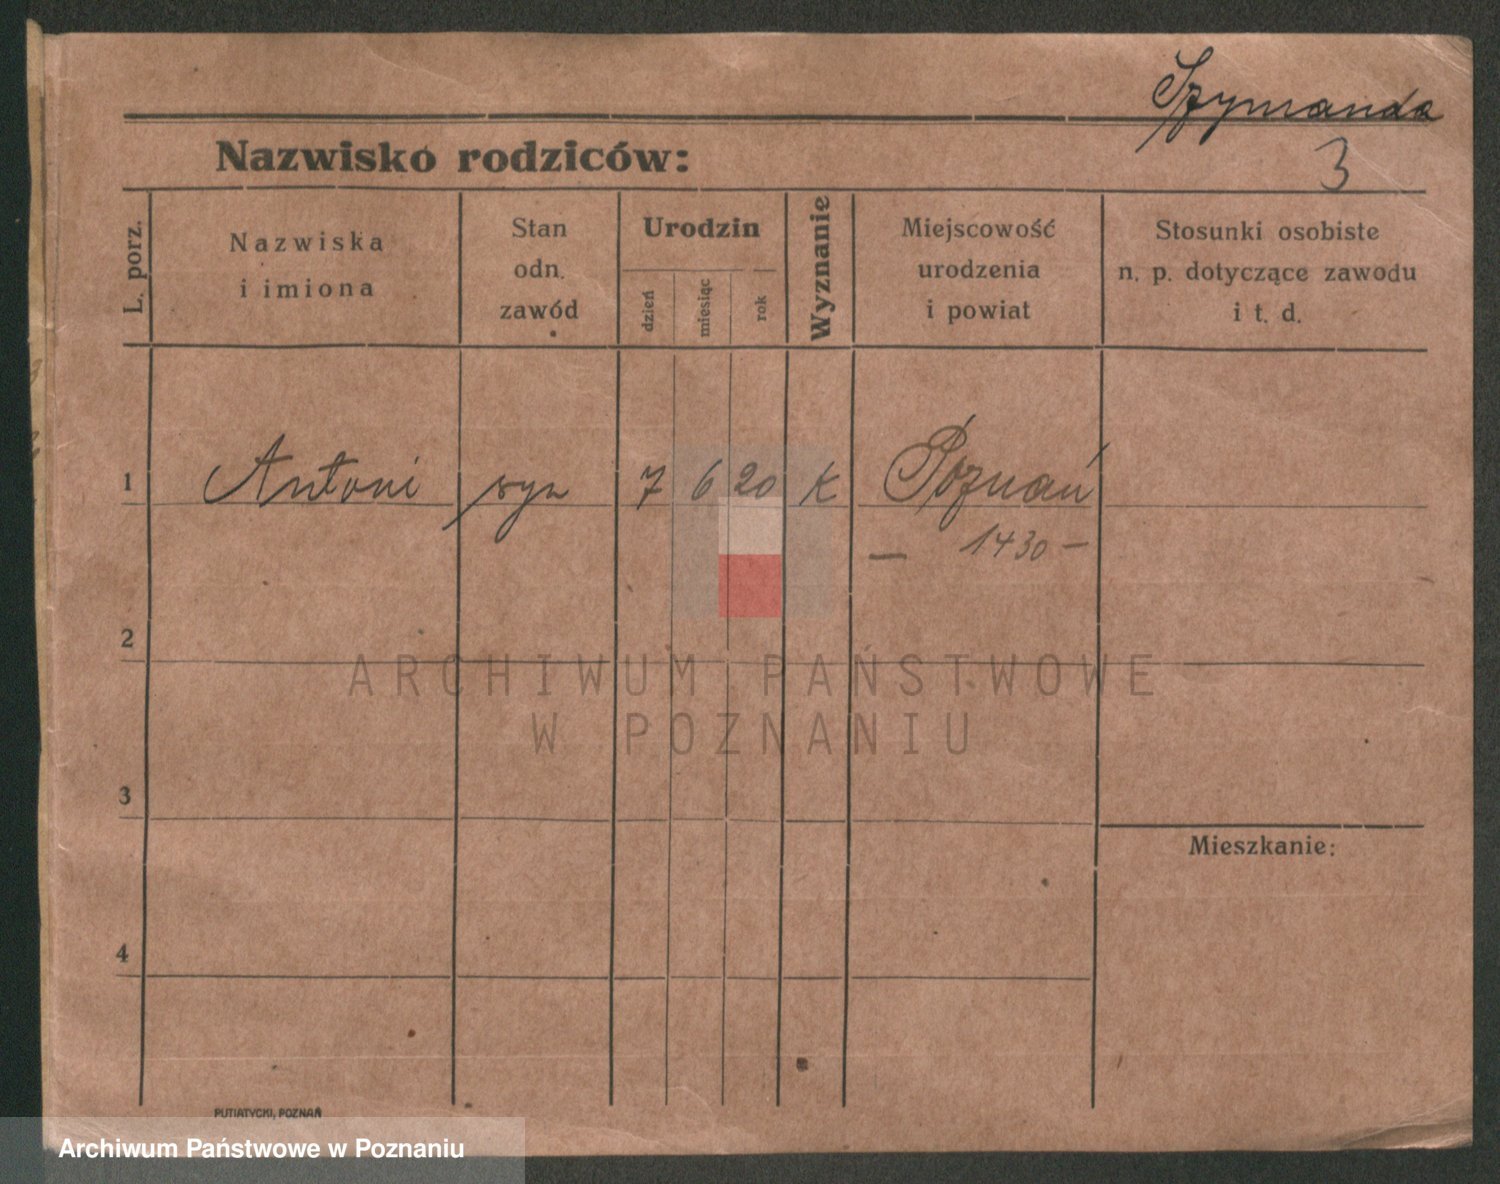 Szymanda
Nazwisko rodziców:
3
L. porz.
Nazwiska
i imiona
Stan
odn.
zawód
Urodzin
dzień
miesiąc
rok
Wyznanie
Miejscowość
urodzenia
i powiat
Stosunki osobiste
n. p. dotyczące zawodu
i t. d.
1 Antoni syn 7 6 20 K Poznań
— 1430 —
2
ARCHIWUM PAŃSTWOWE
W POZNANIU
3
Mieszkanie:
4
PUTIATYCKI, POZNAŃ
Archiwum Państwowe w Poznaniu